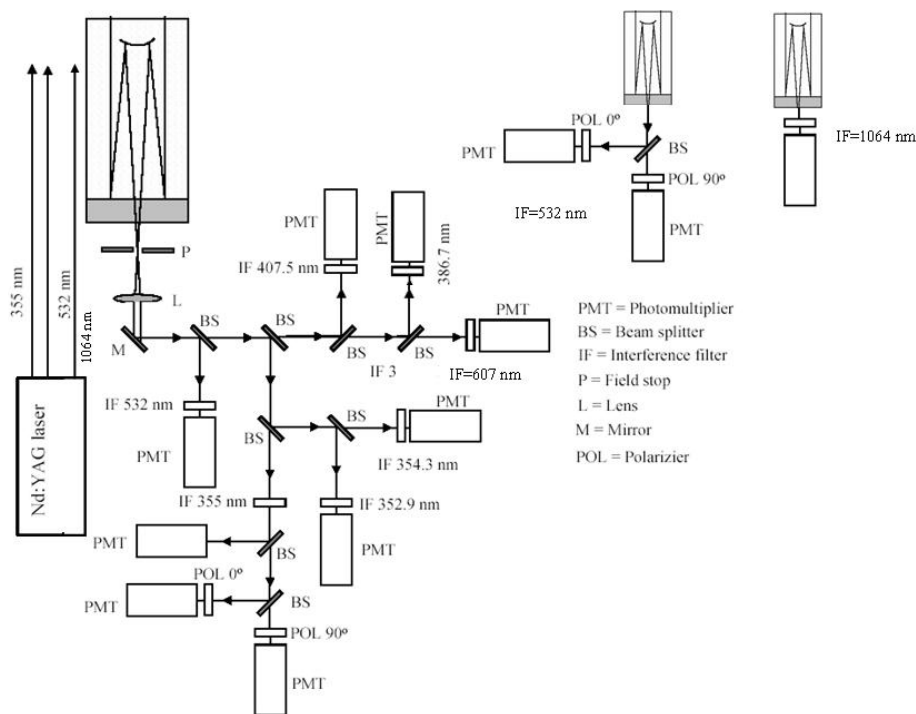 355 nm
532 nm
1064 nm
Nd:YAG laser
P
L
M
BS
IF 532 nm
PMT
BS
PMT
IF 407.5 nm
BS
PMT
386.7 nm
BS
IF 3
PMT
IF=607 nm
BS
BS
PMT
IF 354.3 nm
IF 352.9 nm
PMT
IF 355 nm
PMT
BS
POL 0º
PMT
BS
POL 90º
PMT
POL 0º
PMT
BS
POL 90º
IF=532 nm
PMT
IF=1064 nm
PMT = Photomultiplier
BS = Beam splitter
IF = Interference filter
P = Field stop
L = Lens
M = Mirror
POL = Polarizier